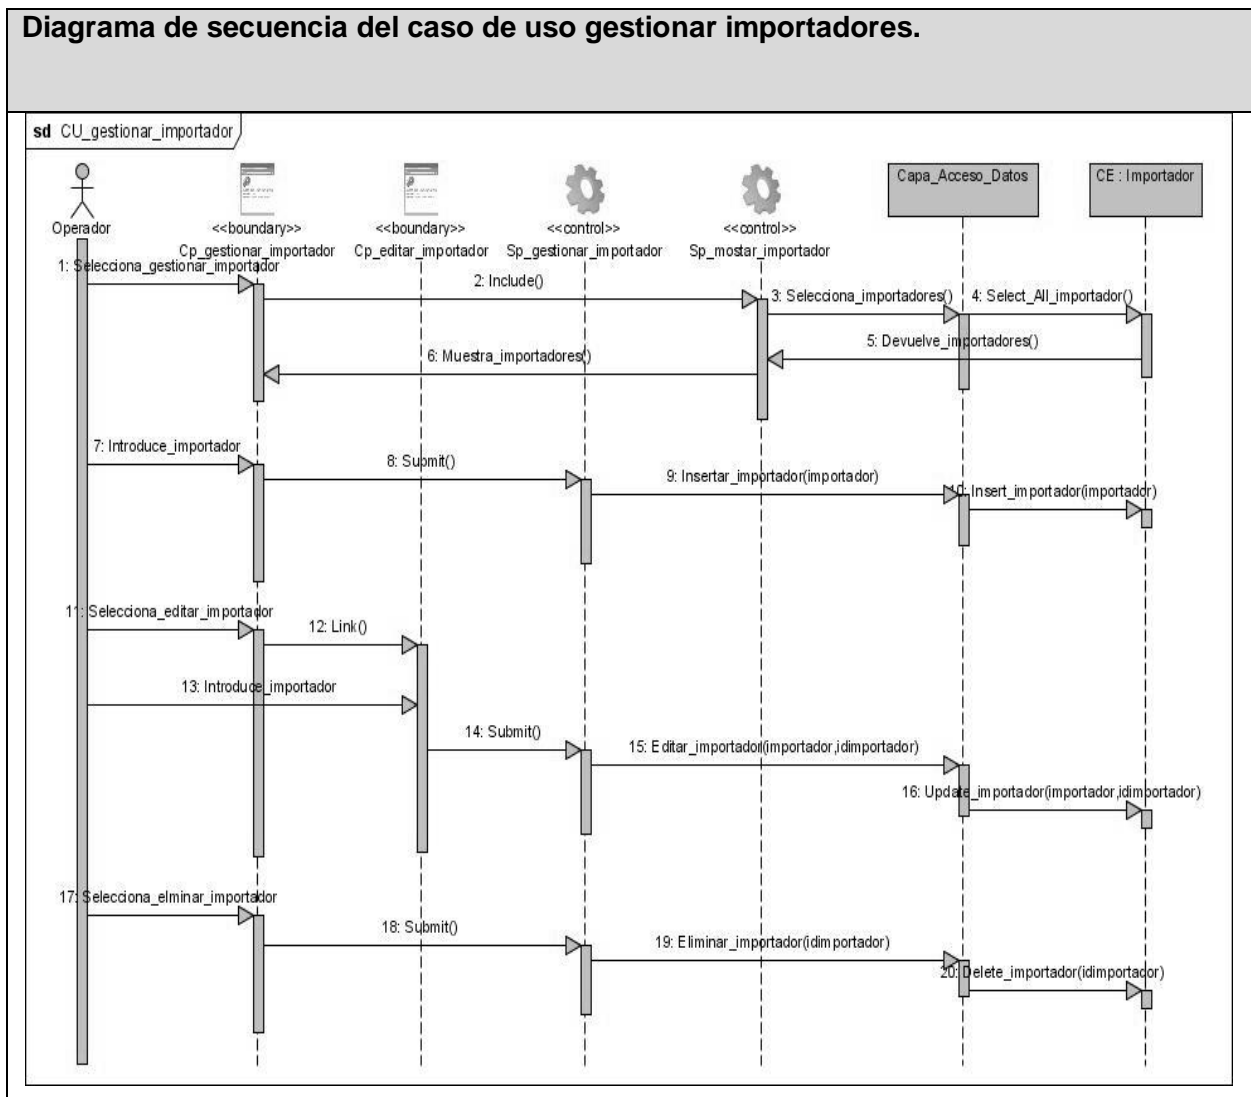 Diagrama de secuencia del caso de uso gestionar importadores.
sd CU_gestionar_importador
Operador
<<boundary>>
Cp_gestionar_importador
<<boundary>>
Cp_editar_importador
<<control>>
Sp_gestionar_importador
<<control>>
Sp_mostar_importador
Capa_Acceso_Datos
CE : Importador
1: Selecciona_gestionar_importador
2: Include()
3: Selecciona_importadores()
4: Select_All_importador()
5: Devuelve_importadores()
6: Muestra_importadores()
7: Introduce_importador
8: Submit()
9: Insertar_importador(importador)
10: Insert_importador(importador)
11: Selecciona_editar_importador
12: Link()
13: Introduce_importador
14: Submit()
15: Editar_importador(importador,idimportador)
16: Update_importador(importador,idimportador)
17: Selecciona_elminar_importador
18: Submit()
19: Eliminar_importador(idimportador)
20: Delete_importador(idimportador)